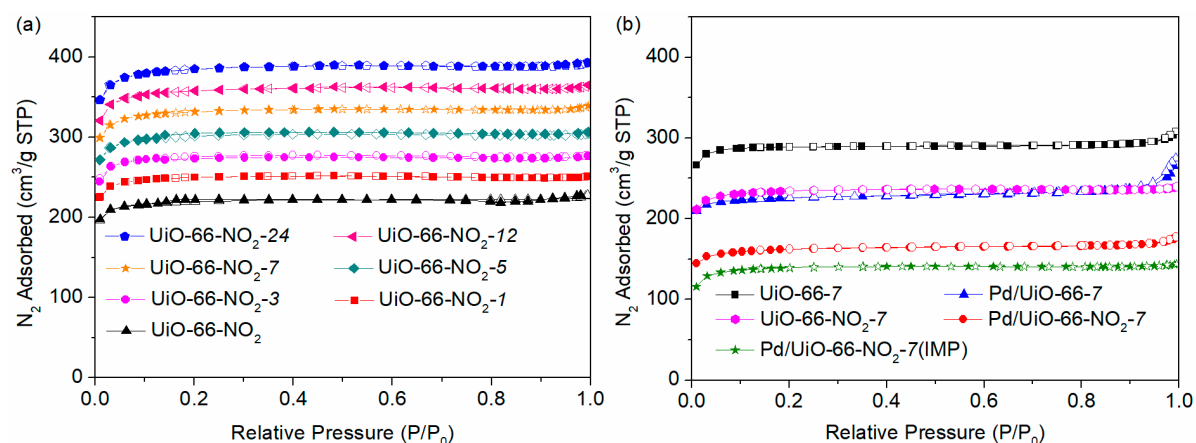 (a)
N₂ Adsorbed (cm³/g STP)
400
300
200
100
0
UiO-66-NO₂-24
UiO-66-NO₂-12
UiO-66-NO₂-7
UiO-66-NO₂-5
UiO-66-NO₂-3
UiO-66-NO₂-1
UiO-66-NO₂
0.0 0.2 0.4 0.6 0.8 1.0
Relative Pressure (P/P₀)
(b)
N₂ Adsorbed (cm³/g STP)
400
300
200
100
0
UiO-66-7
Pd/UiO-66-7
UiO-66-NO₂-7
Pd/UiO-66-NO₂-7
Pd/UiO-66-NO₂-7(IMP)
0.0 0.2 0.4 0.6 0.8 1.0
Relative Pressure (P/P₀)